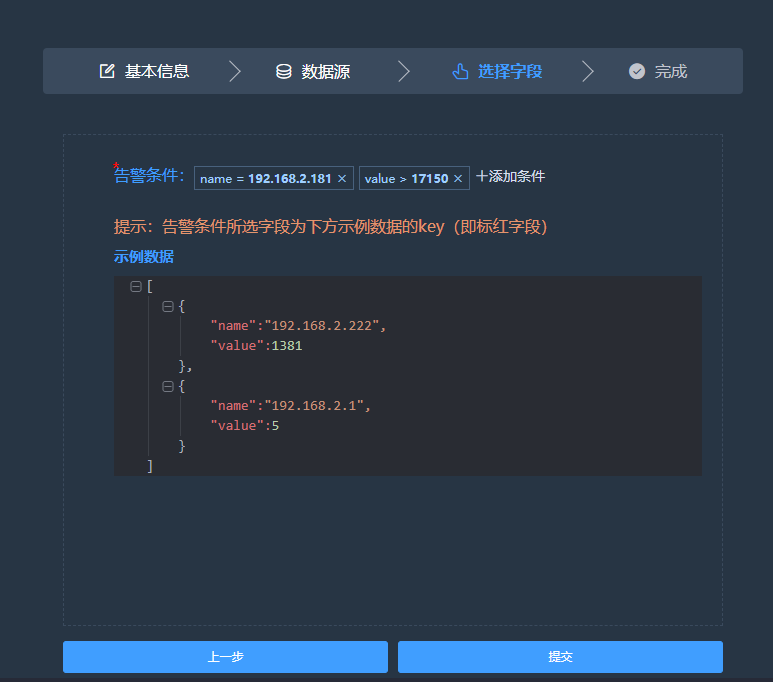 基本信息 数据源 选择字段 完成
*告警条件： name = 192.168.2.181 × value > 17150 × 十添加条件
提示：告警条件所选字段为下方示例数据的key（即标红字段）
示例数据
[
{
"name":"192.168.2.222",
"value":1381
},
{
"name":"192.168.2.1",
"value":5
}
]
上一步 提交